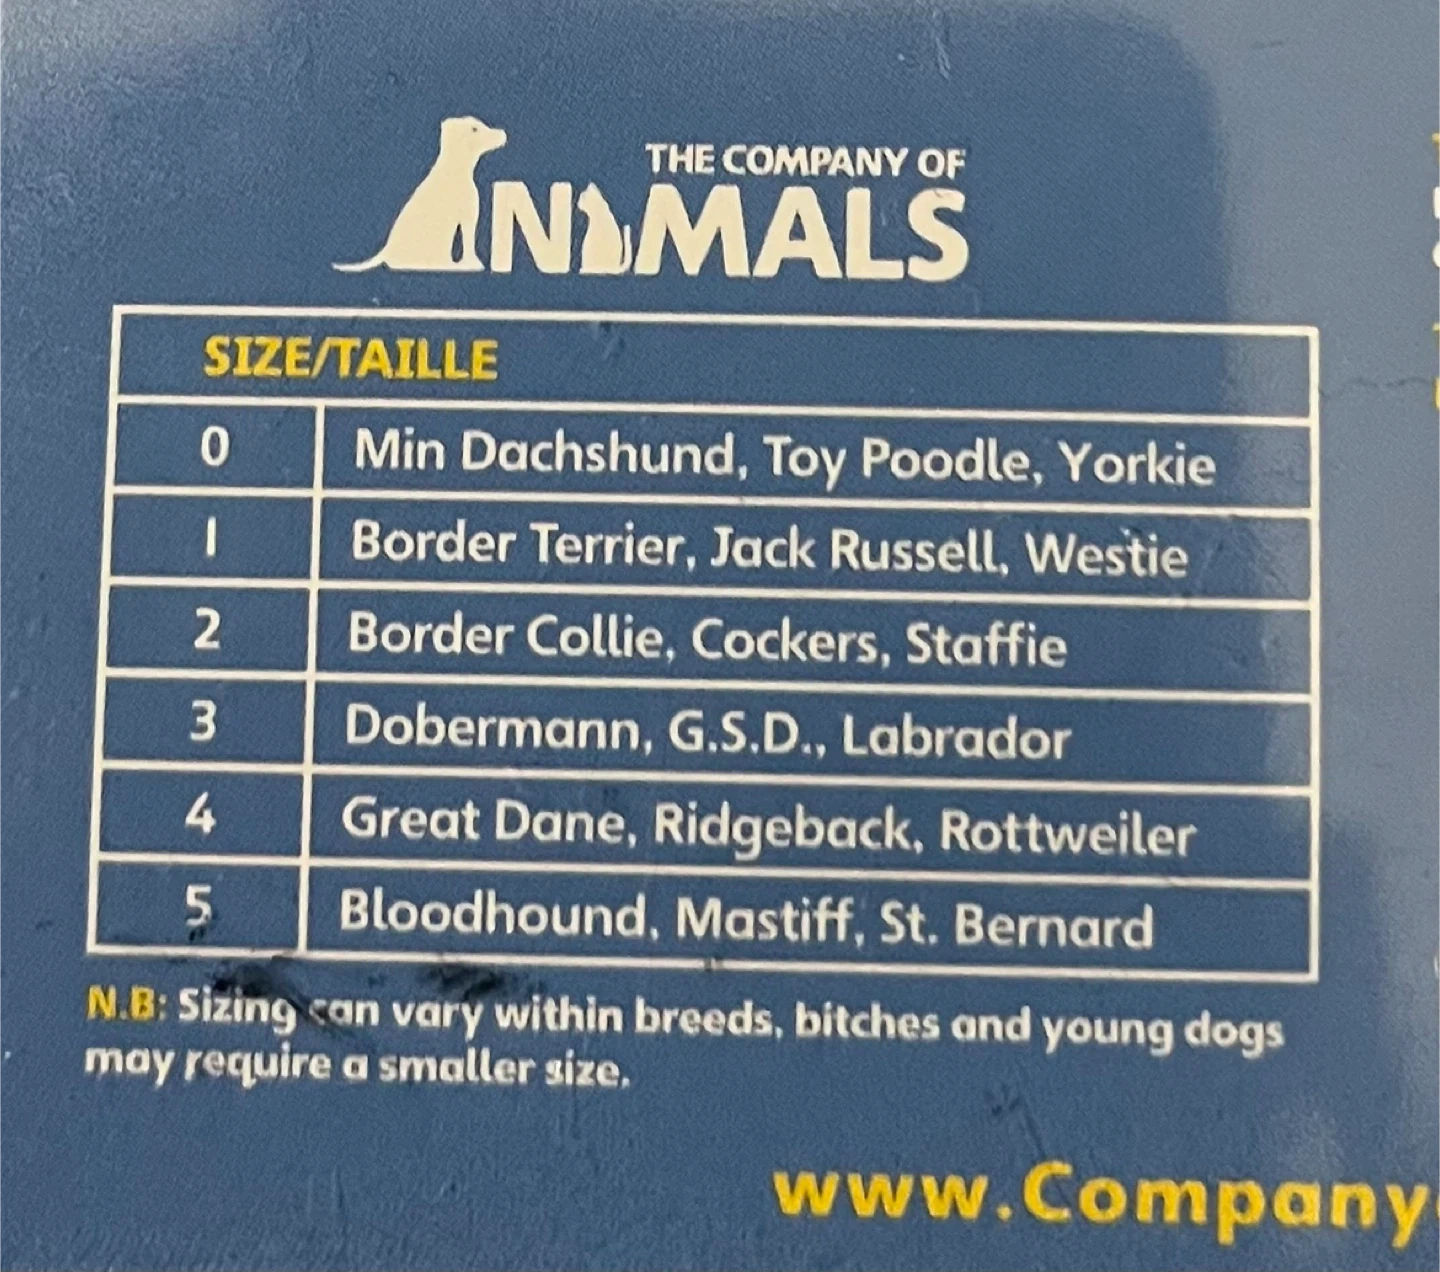 THE COMPANY OF
ANIMALS
SIZE/TAILLE
0 Min Dachshund, Toy Poodle, Yorkie
1 Border Terrier, Jack Russell, Westie
2 Border Collie, Cockers, Staffie
3 Dobermann, G.S.D., Labrador
4 Great Dane, Ridgeback, Rottweiler
5 Bloodhound, Mastiff, St. Bernard
N.B: Sizing can vary within breeds, bitches and young dogs
may require a smaller size.
www.Company